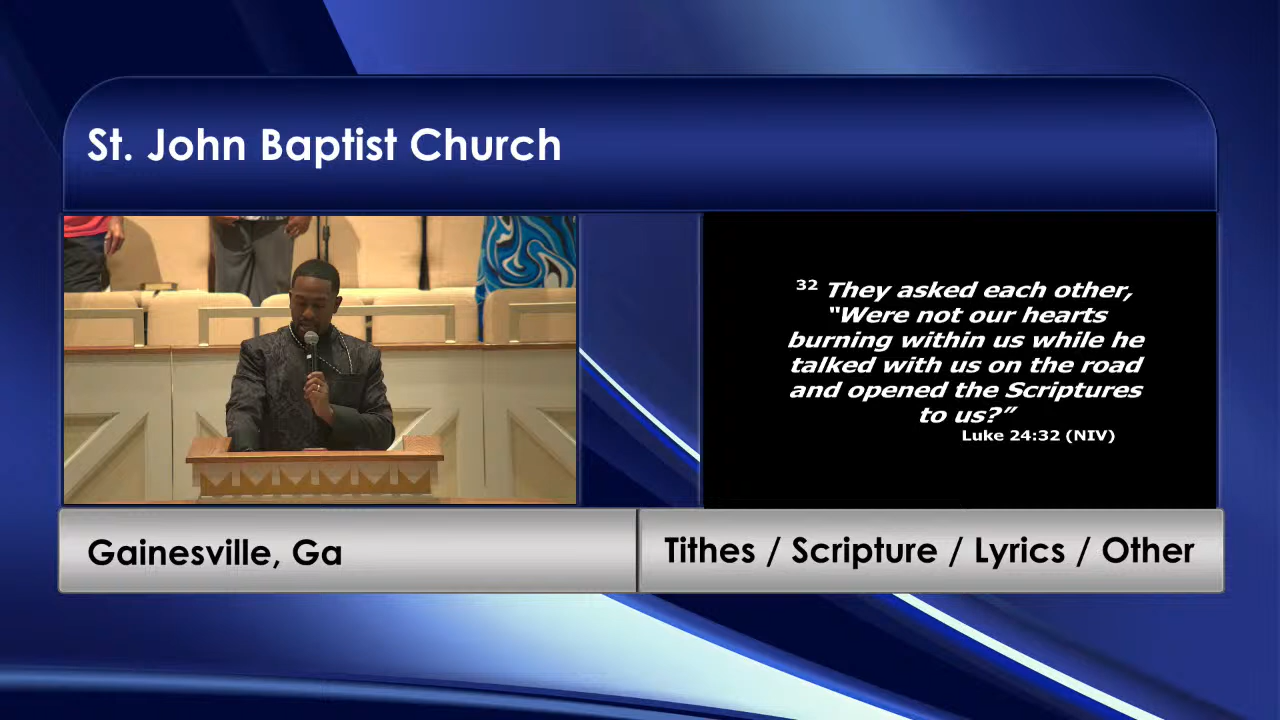 St. John Baptist Church
32 They asked each other,
“Were not our hearts
burning within us while he
talked with us on the road
and opened the Scriptures
to us?”
Luke 24:32 (NIV)
Gainesville, Ga
Tithes / Scripture / Lyrics / Other